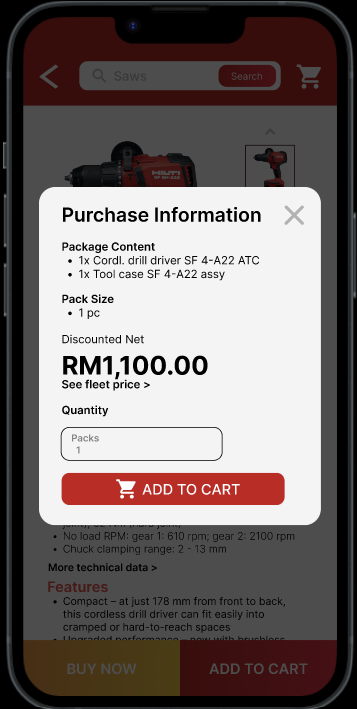 Saws
Search
HILTI
SF 4H-A22
Purchase Information
Package Content
• 1x Cordl. drill driver SF 4-A22 ATC
• 1x Tool case SF 4-A22 assy
Pack Size
• 1 pc
Discounted Net
RM1,100.00
See fleet price >
Quantity
Packs
1
ADD TO CART
• No load RPM: gear 1: 610 rpm; gear 2: 2100 rpm
• Chuck clamping range: 2 - 13 mm
More technical data >
Features
• Compact – at just 178 mm from front to back,
this cordless drill driver can fit easily into
cramped or hard-to-reach spaces
• Upgraded performance – now with brushless
BUY NOW
ADD TO CART